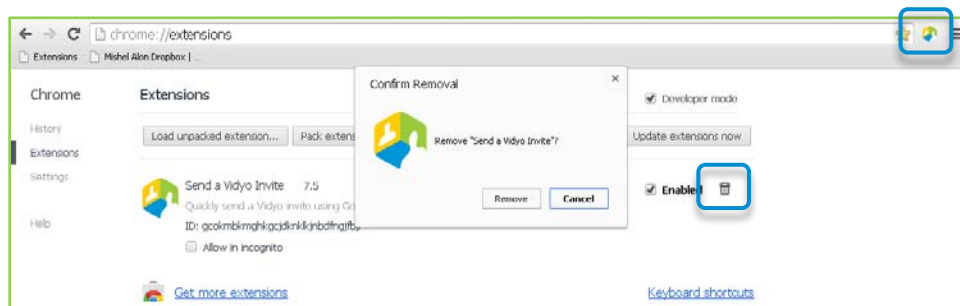 chrome://extensions
Extensions Mishel Alon Dropbox | ...
Chrome
History
Extensions
Settings
Help
Extensions
Developer mode
Load unpacked extension... Pack extens
Update extensions now
Send a Vidyo Invite 7.5
Quickly send a Vidyo invite using Go
ID:
Allow in incognito
Enabled
Get more extensions
Keyboard shortcuts
Confirm Removal
Remove "Send a Vidyo Invite"?
Remove Cancel